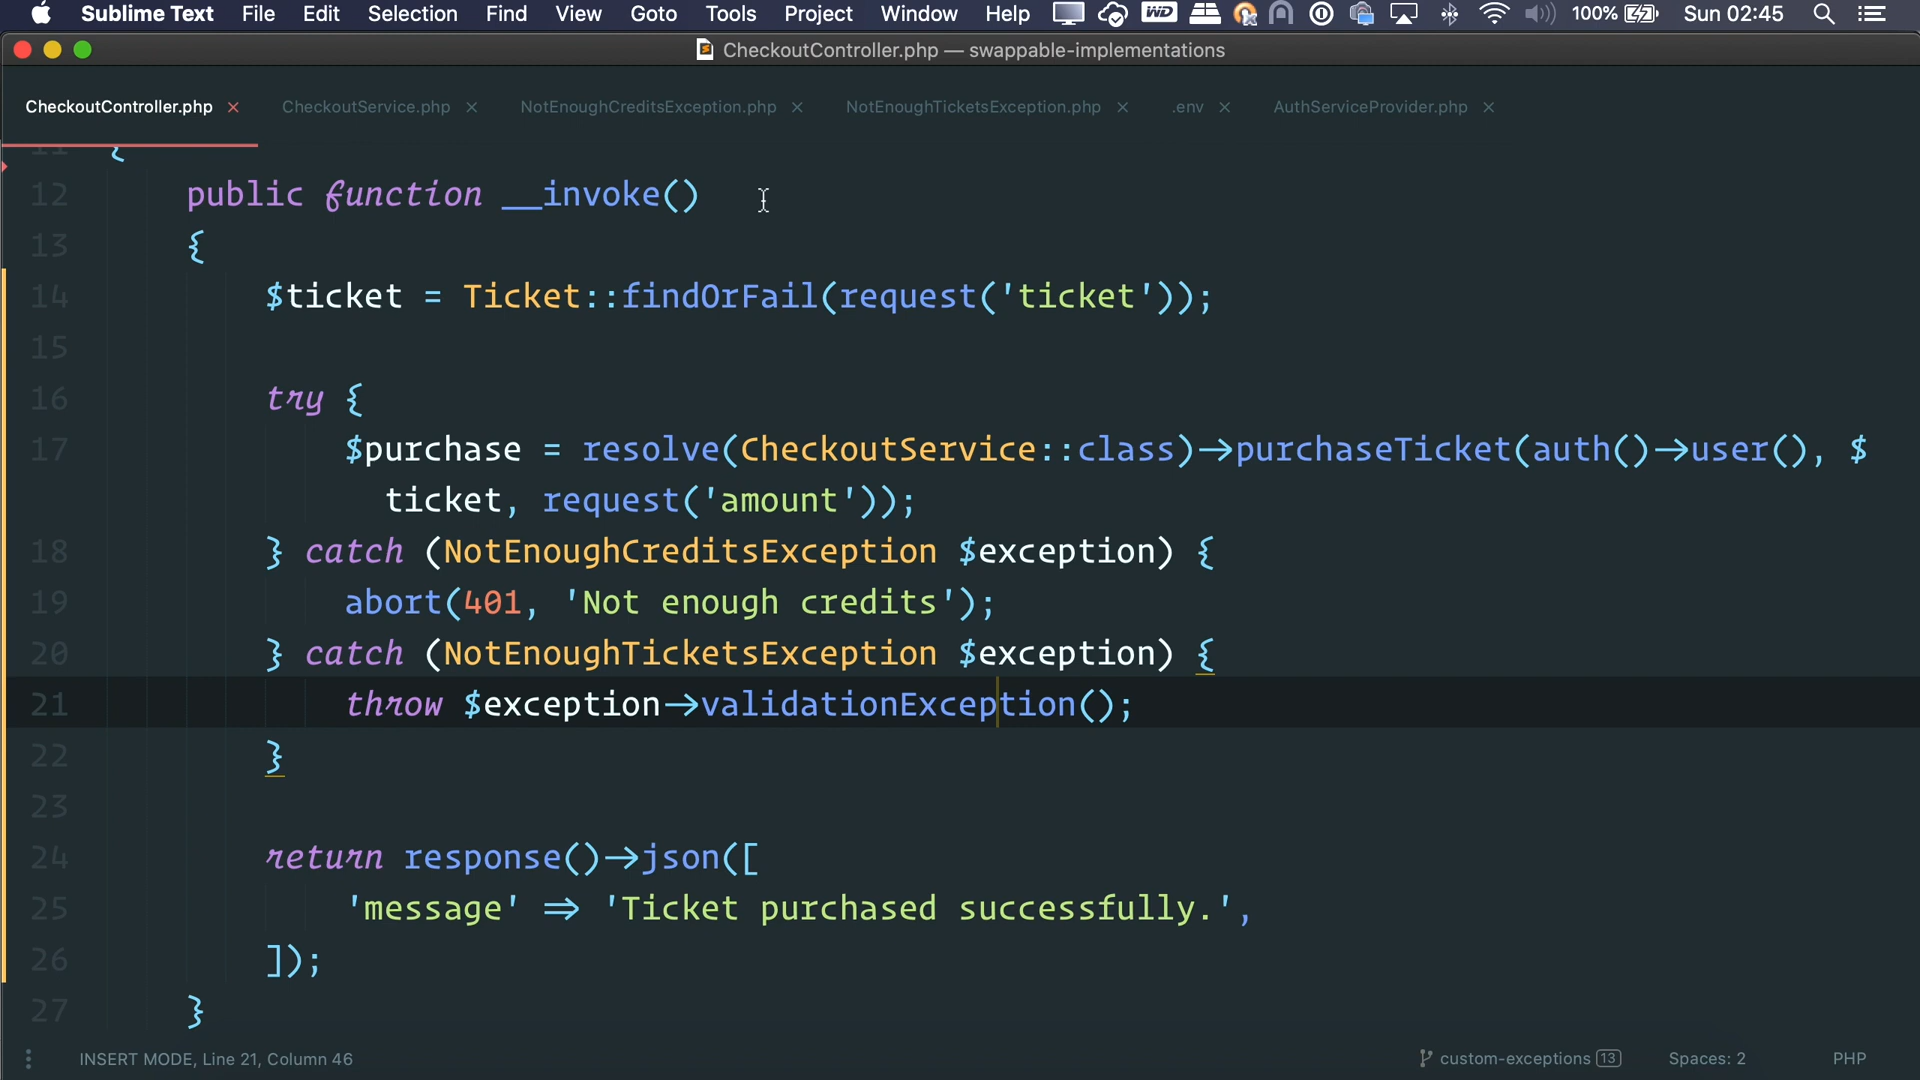 Sublime Text File Edit Selection Find View Goto Tools Project Window Help WD 100% Sun 02:45
CheckoutController.php — swappable-implementations
CheckoutController.php × CheckoutService.php × NotEnoughCreditsException.php × NotEnoughTicketsException.php × .env × AuthServiceProvider.php ×
11 {
12 public function __invoke()
13 {
14 $ticket = Ticket::findOrFail(request('ticket'));
15
16 try {
17 $purchase = resolve(CheckoutService::class)->purchaseTicket(auth()->user(), $
ticket, request('amount'));
18 } catch (NotEnoughCreditsException $exception) {
19 abort(401, 'Not enough credits');
20 } catch (NotEnoughTicketsException $exception) {
21 throw $exception->validationException();
22 }
23
24 return response()->json([
25 'message' => 'Ticket purchased successfully.',
26 ]);
27 }
INSERT MODE, Line 21, Column 46 custom-exceptions 13 Spaces: 2 PHP